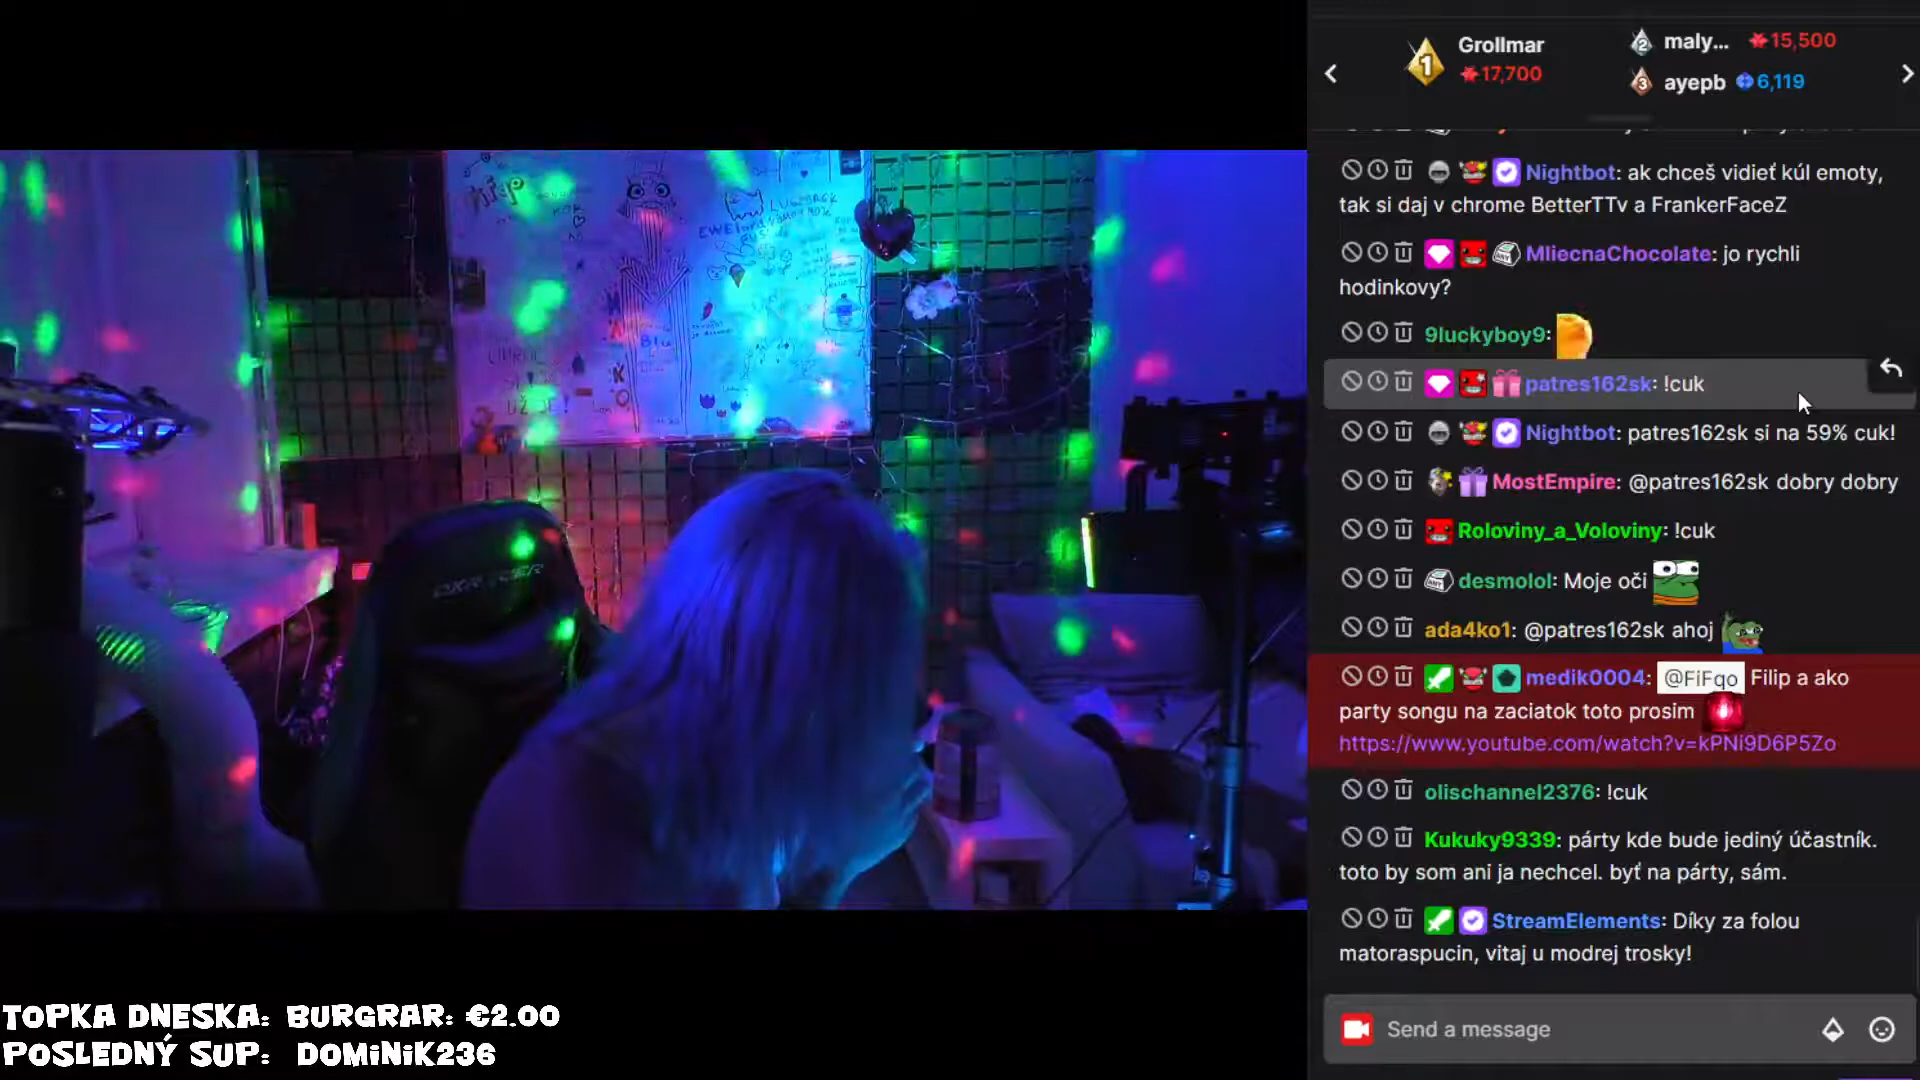 Grollmar
17,700
maly...
15,500
ayepb
6,119
Nightbot: ak chceš vidieť kúl emoty,
tak si daj v chrome BetterTTv a FrankerFaceZ
MliecnaChocolate: jo rychli
hodinkovy?
9luckyboy9:
patres162sk: !cuk
Nightbot: patres162sk si na 59% cuk!
MostEmpire: @patres162sk dobry dobry
Roloviny_a_Voloviny: !cuk
desmolol: Moje oči
ada4ko1: @patres162sk ahoj
medik0004: @FiFqo Filip a ako
party songu na zaciatok toto prosim
https://www.youtube.com/watch?v=kPNl9D6P5Zo
olischannel2376: !cuk
Kukuky9339: párty kde bude jediný účastník.
toto by som ani ja nechcel. byť na párty, sám.
StreamElements: Díky za folou
matoraspucin, vitaj u modrej trosky!
Send a message
TOPKA DNESKA: BURGRAR: €2.00
POSLEDNÝ SUP: DOMINIK236